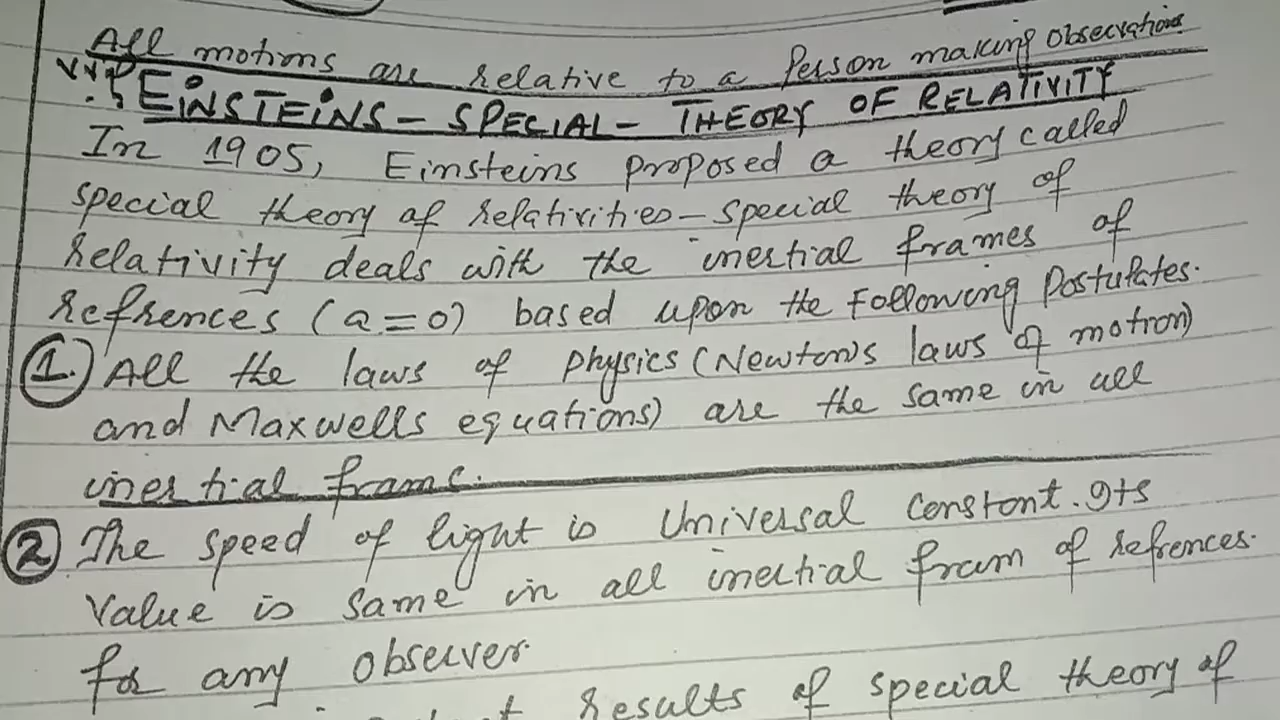 All motions are relative to a Person making observations
V.V.P EINSTEINS - SPECIAL - THEORY OF RELATIVITY
In 1905, Einsteins proposed a theory called
special theory of relativities - special theory of
relativity deals with the inertial frames of
refrences (a=0) based upon the following Postulates.
1. All the laws of physics (Newton's laws of motion)
and Maxwells equations) are the same in all
inertial frame.
2 The speed of light is Universal constant. Its
value is same in all inertial fram of refrences.
for any observer.
results of special theory of